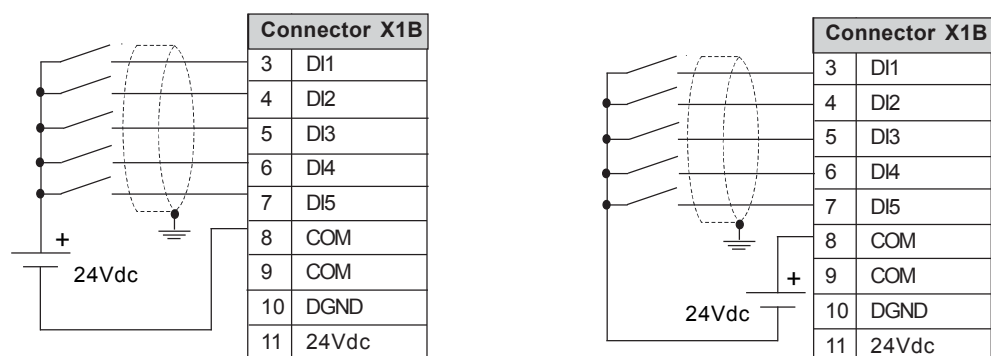 Connector X1B
3 DI1
4 DI2
5 DI3
6 DI4
7 DI5
8 COM
9 COM
10 DGND
11 24Vdc
+
24Vdc
Connector X1B
3 DI1
4 DI2
5 DI3
6 DI4
7 DI5
8 COM
9 COM
10 DGND
11 24Vdc
+
24Vdc